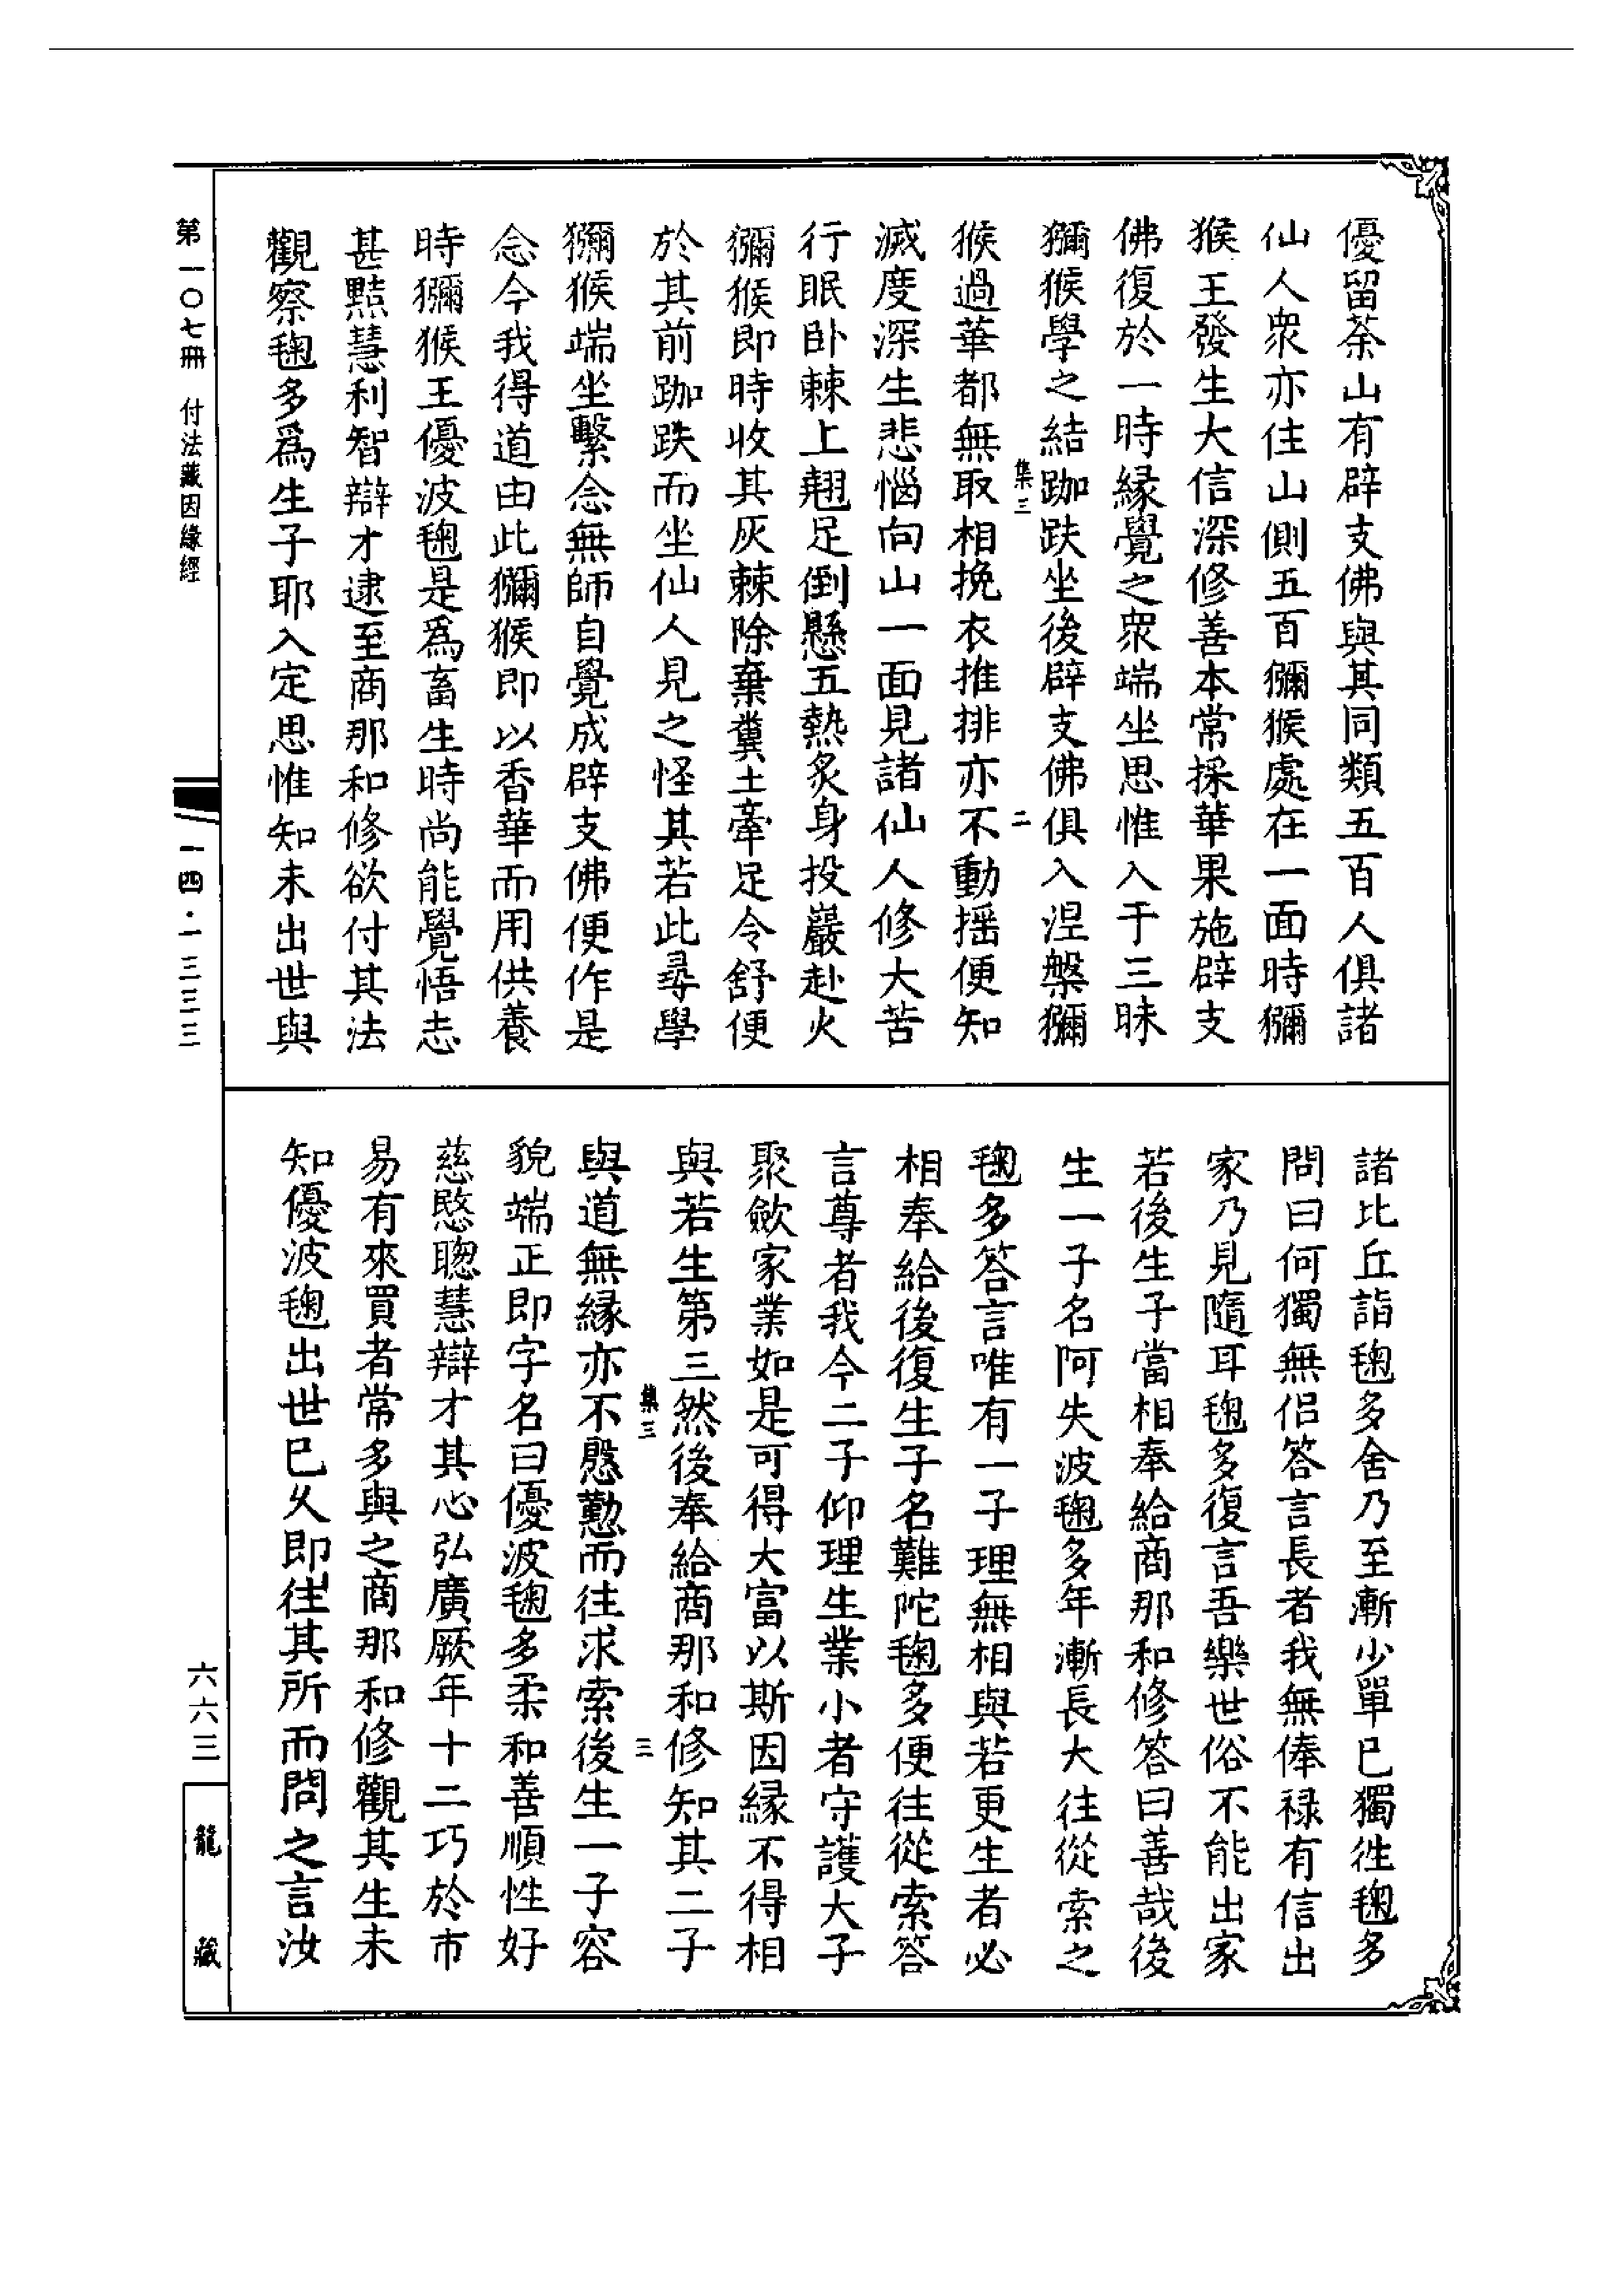 優留荼山有辟支佛與其同類五百人俱諸
仙人衆亦住山側五百獼猴處在一面時獼
猴王發生大信深修善本常採華果施辟支
佛復於一時緣覺之衆端坐思惟入于三昧
獼猴學之結跏趺坐後辟支佛俱入涅槃獼
集三
二
猴過華都無取相挽衣推排亦不動搖便知
滅度深生悲惱向山一面見諸仙人修大苦
行眠卧棘上翹足倒懸五熱炙身投巖赴火
獼猴即時收其灰棘除棄糞土牽足令舒便
於其前跏趺而坐仙人見之怪其若此尋學
獼猴端坐繫念無師自覺成辟支佛便作是
念今我得道由此獼猴即以香華而用供養
時獼猴王優波毱是爲畜生時尚能覺悟志
甚黠慧利智辯才逮至商那和修欲付其法
觀察毱多爲生子耶入定思惟知未出世與
諸比丘詣毱多舍乃至漸少單已獨徃毱多
問曰何獨無侣答言長者我無俸禄有信出
家乃見隨耳毱多復言吾樂世俗不能出家
若後生子當相奉給商那和修答曰善哉後
生一子名阿失波毱多年漸長大往從索之
毱多答言唯有一子理無相與若更生者必
相奉給後復生子名難陀毱多便往從索答
言尊者我今二子仰理生業小者守護大子
聚歛家業如是可得大富以斯因緣不得相
與若生第三然後奉給商那和修知其二子
集三
三
與道無緣亦不慇懃而往求索後生一子容
貌端正即字名曰優波毱多柔和善順性好
慈愍聰慧辯才其心弘廣厥年十二巧於市
易有來買者常多與之商那和修觀其生未
知優波毱出世已久即往其所而問之言汝
第一〇七冊 付法藏因緣經
一四·一三三三
六六三
龍藏